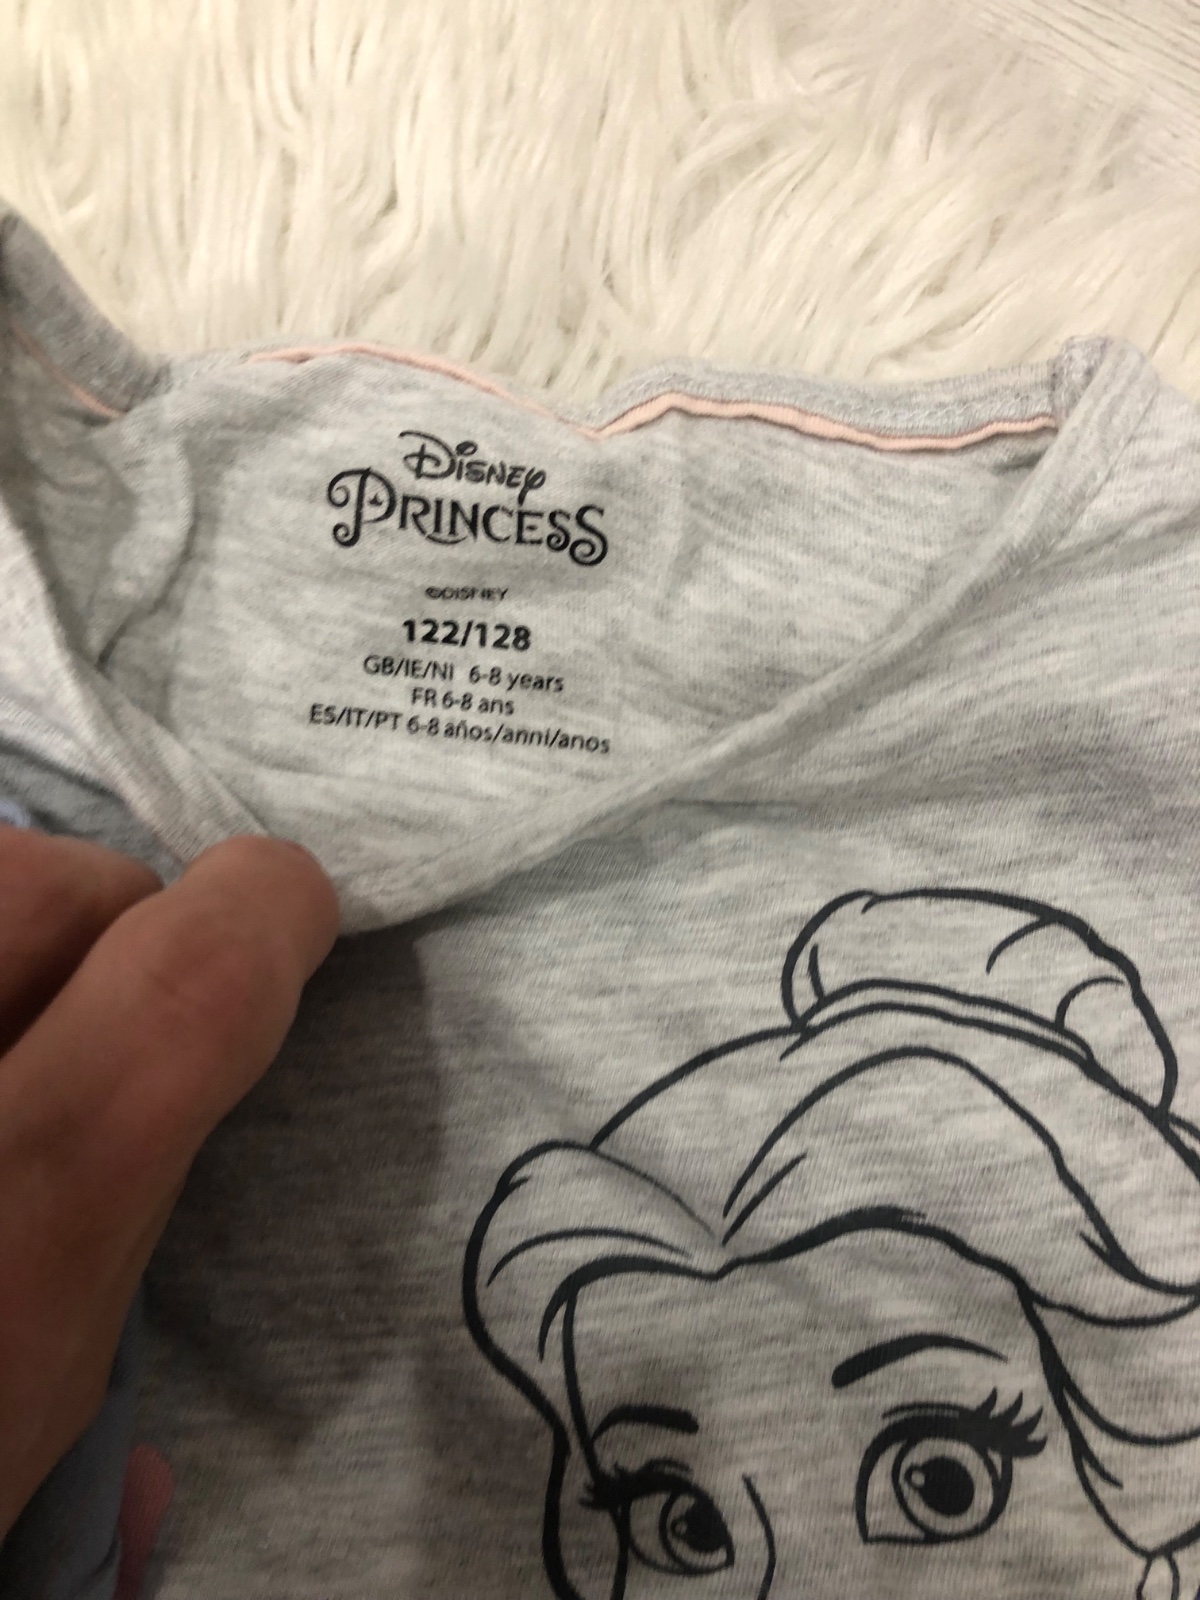 Disney
PRINCESS
©DISNEY
122/128
GB/IE/NI 6-8 years
FR 6-8 ans
ES/IT/PT 6-8 años/anni/anos